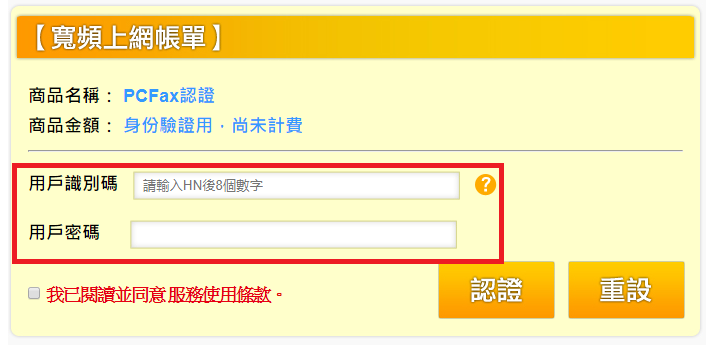 【寬頻上網帳單】
商品名稱： PCFax認證
商品金額： 身份驗證用，尚未計費
用戶識別碼 請輸入HN後8個數字 ?
用戶密碼
我已閱讀並同意 服務使用條款。
認證 重設